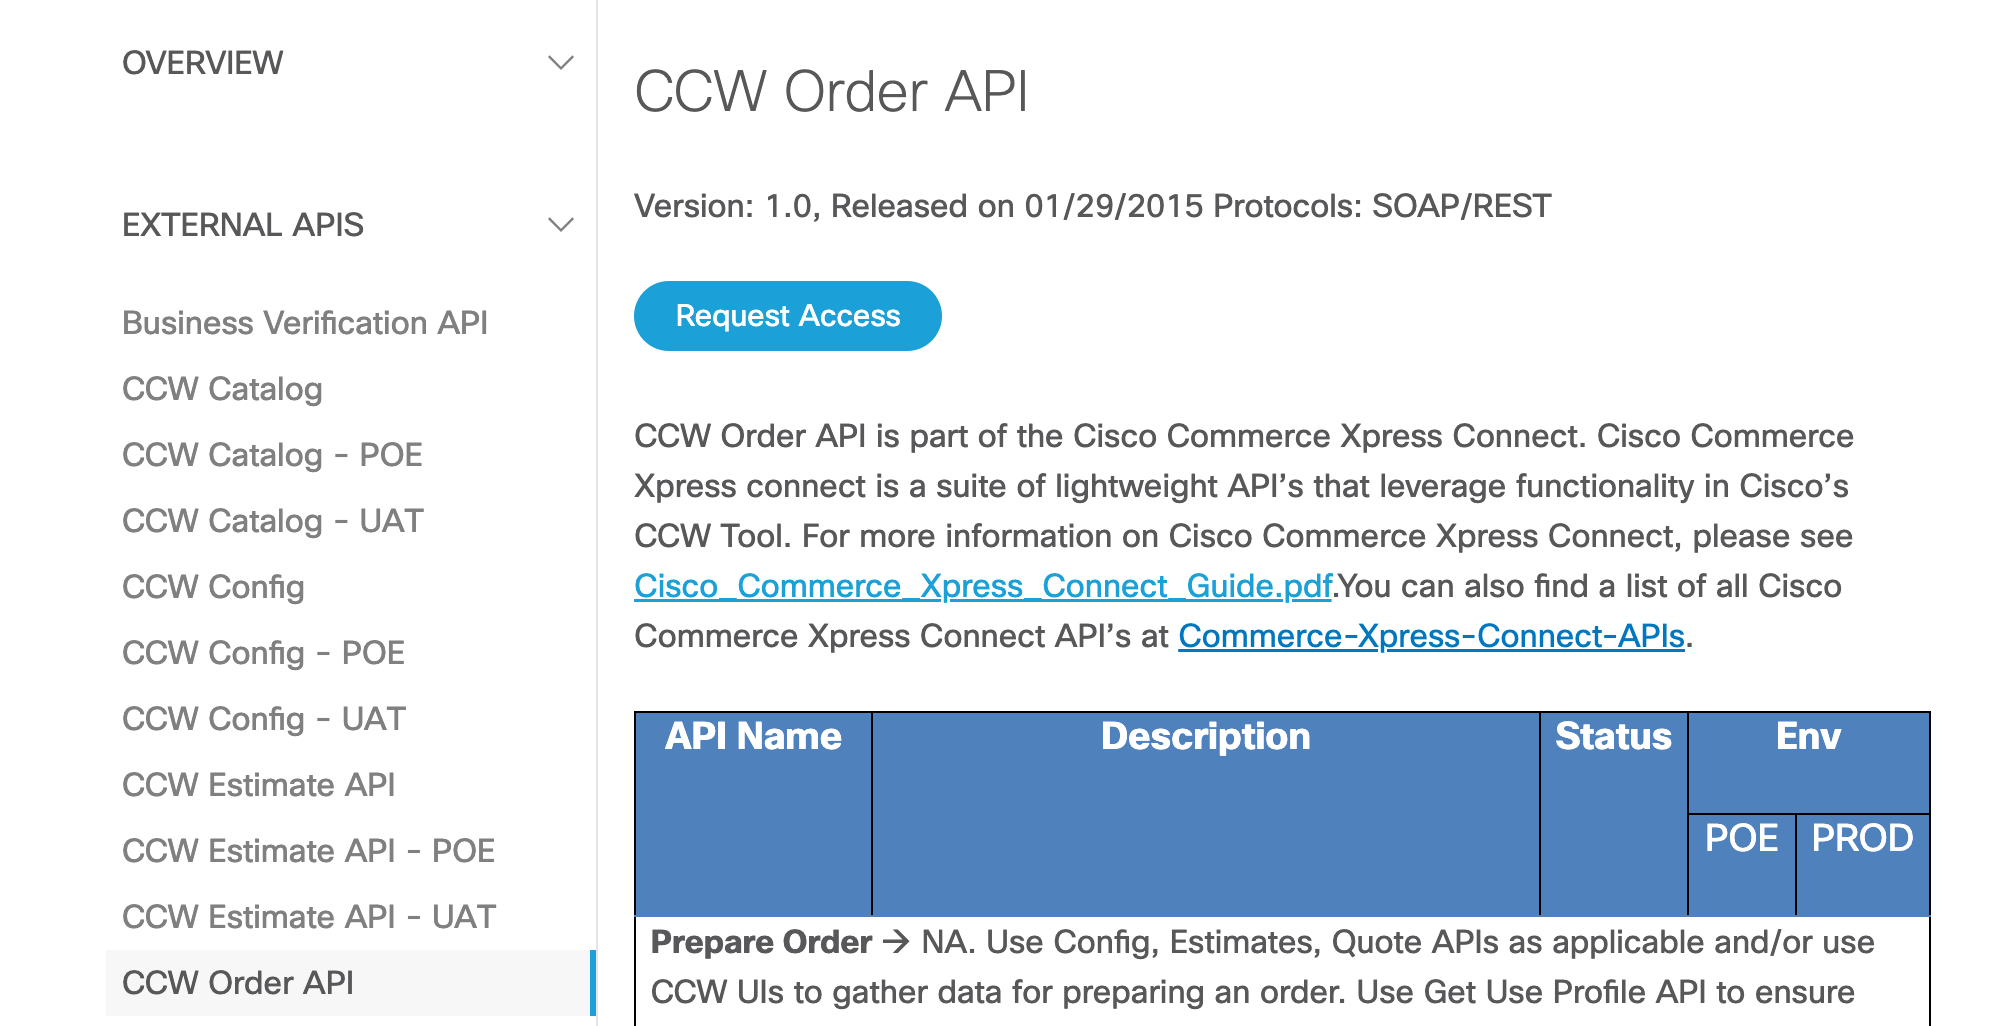 OVERVIEW
EXTERNAL APIS
Business Verification API
CCW Catalog
CCW Catalog - POE
CCW Catalog - UAT
CCW Config
CCW Config - POE
CCW Config - UAT
CCW Estimate API
CCW Estimate API - POE
CCW Estimate API - UAT
CCW Order API
CCW Order API
Version: 1.0, Released on 01/29/2015 Protocols: SOAP/REST
Request Access
CCW Order API is part of the Cisco Commerce Xpress Connect. Cisco Commerce
Xpress connect is a suite of lightweight API’s that leverage functionality in Cisco’s
CCW Tool. For more information on Cisco Commerce Xpress Connect, please see
Cisco_Commerce_Xpress_Connect_Guide.pdf.You can also find a list of all Cisco
Commerce Xpress Connect API’s at Commerce-Xpress-Connect-APIs.
API Name Description Status Env
POE PROD
Prepare Order → NA. Use Config, Estimates, Quote APIs as applicable and/or use
CCW UIs to gather data for preparing an order. Use Get Use Profile API to ensure